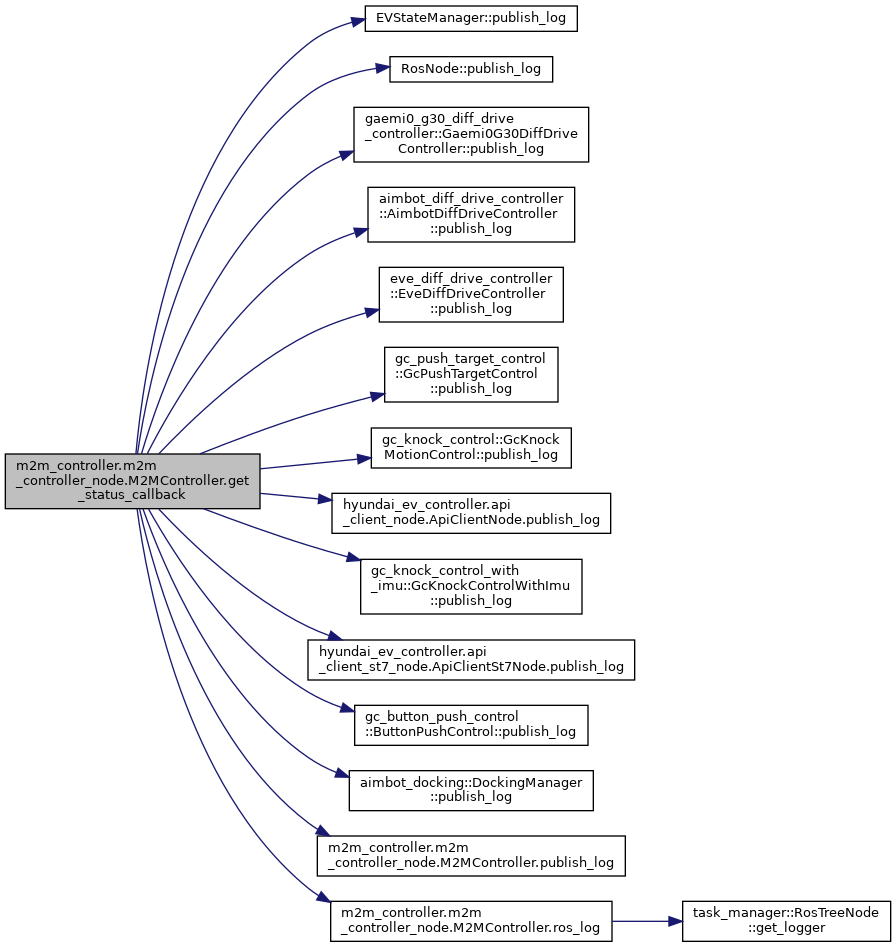 EVStateManager::publish_log
RosNode::publish_log
gaemi0_g30_diff_drive
_controller::Gaemi0G30DiffDrive
Controller::publish_log
aimbot_diff_drive_controller
::AimbotDiffDriveController
::publish_log
eve_diff_drive_controller
::EveDiffDriveController
::publish_log
gc_push_target_control
::GcPushTargetControl
::publish_log
gc_knock_control::GcKnock
MotionControl::publish_log
m2m_controller.m2m
_controller_node.M2MController.get
_status_callback
hyundai_ev_controller.api
_client_node.ApiClientNode.publish_log
gc_knock_control_with
_imu::GcKnockControlWithImu
::publish_log
hyundai_ev_controller.api
_client_st7_node.ApiClientSt7Node.publish_log
gc_button_push_control
::ButtonPushControl::publish_log
aimbot_docking::DockingManager
::publish_log
m2m_controller.m2m
_controller_node.M2MController.publish_log
m2m_controller.m2m
_controller_node.M2MController.ros_log
task_manager::RosTreeNode
::get_logger